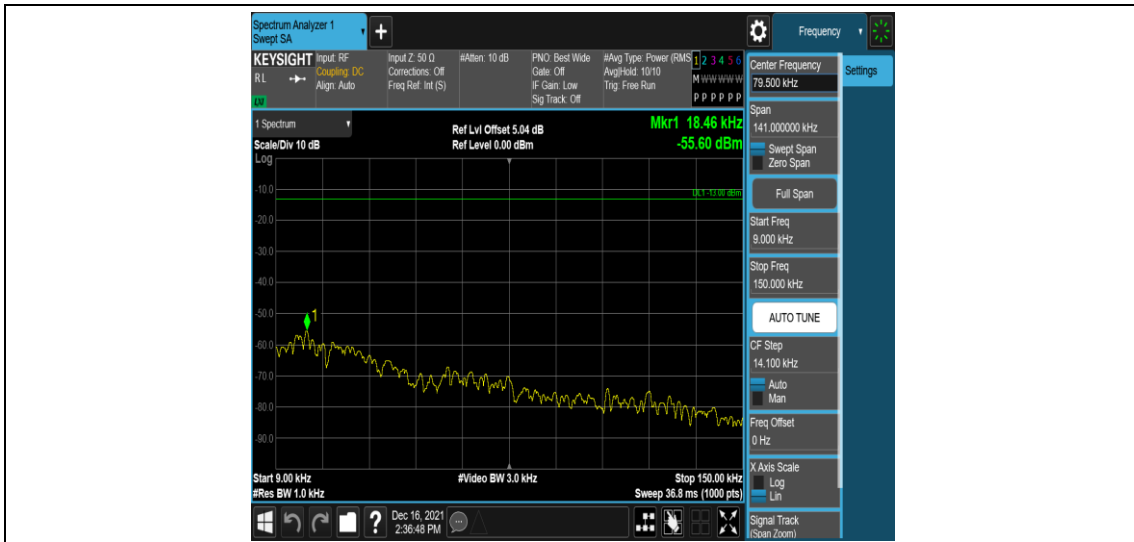 Spectrum Analyzer 1
Swept SA
Frequency
KEYSIGHT
RL
LXI
Input: RF
Coupling: DC
Align: Auto
Input Z: 50 Ω
Corrections: Off
Freq Ref: Int (S)
#Atten: 10 dB
PNO: Best Wide
Gate: Off
IF Gain: Low
Sig Track: Off
#Avg Type: Power (RMS
Avg|Hold: 10/10
Trig: Free Run
1 2 3 4 5 6
M W W W W W
P P P P P P
1 Spectrum
Scale/Div 10 dB
Ref Lvl Offset 5.04 dB
Ref Level 0.00 dBm
Mkr1 18.46 kHz
-55.60 dBm
Log
DL1 -13.00 dBm
-10.0
-20.0
-30.0
-40.0
-50.0
-60.0
-70.0
-80.0
-90.0
1
Start 9.00 kHz
#Res BW 1.0 kHz
#Video BW 3.0 kHz
Stop 150.00 kHz
Sweep 36.8 ms (1000 pts)
Center Frequency
79.500 kHz
Settings
Span
141.000000 kHz
Swept Span
Zero Span
Full Span
Start Freq
9.000 kHz
Stop Freq
150.000 kHz
AUTO TUNE
CF Step
14.100 kHz
Auto
Man
Freq Offset
0 Hz
X Axis Scale
Log
Lin
Signal Track
(Span Zoom)
?
Dec 16, 2021
2:36:48 PM